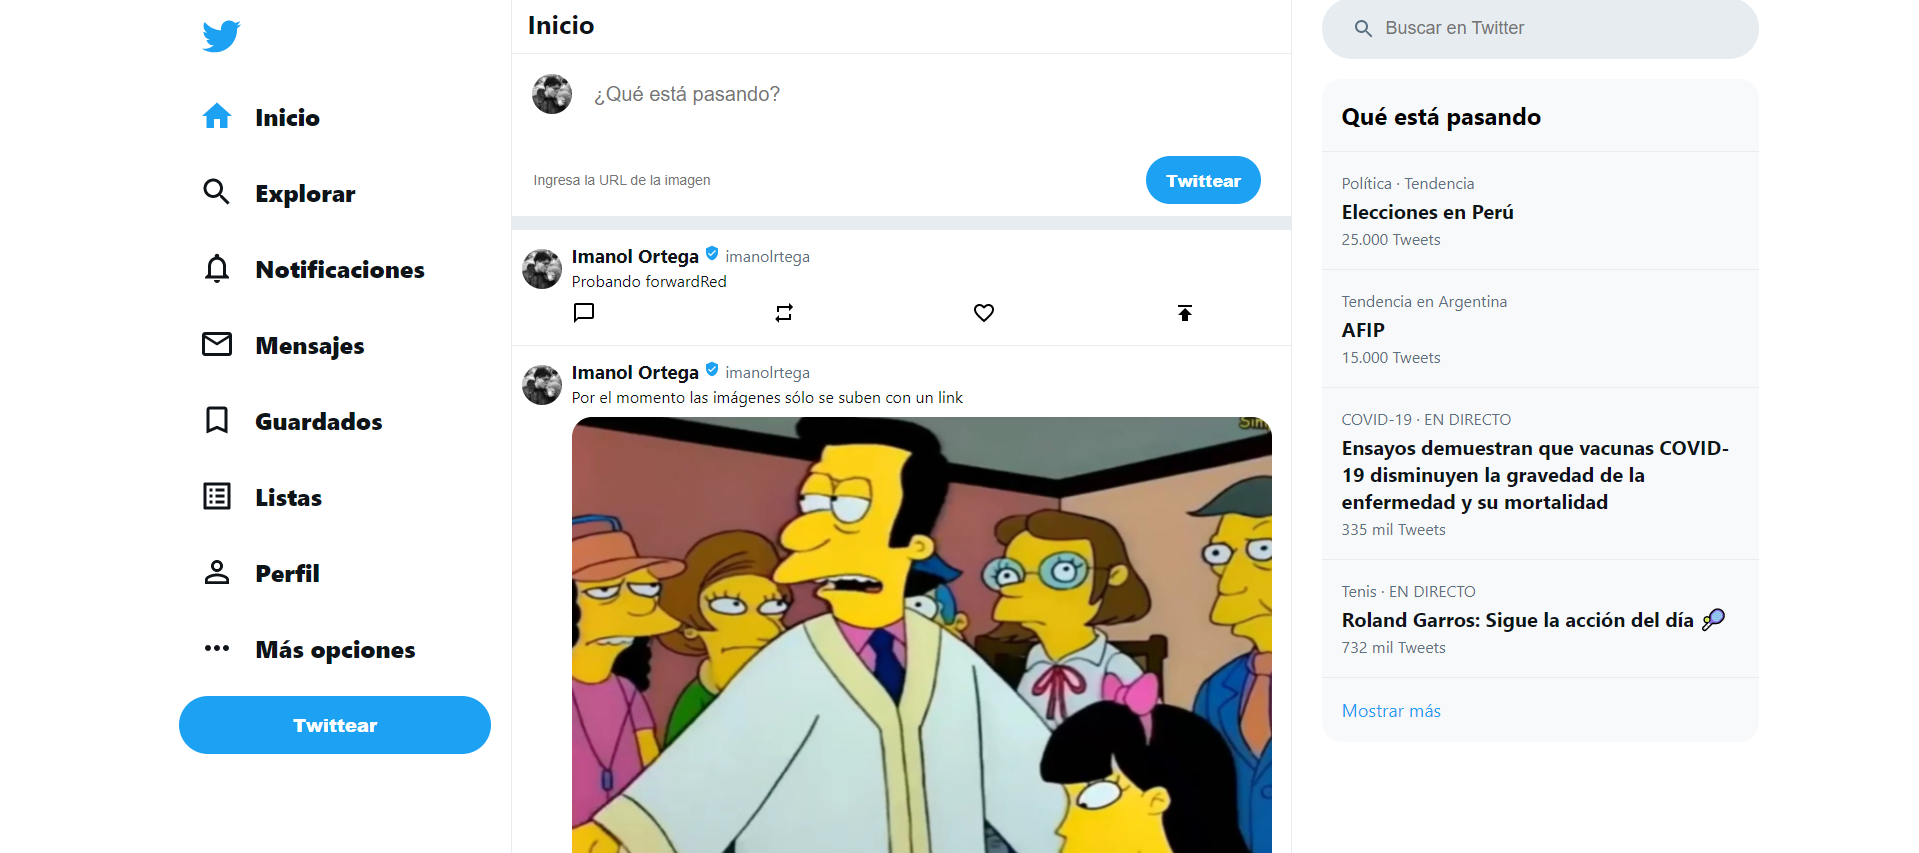 Inicio
Explorar
Notificaciones
Mensajes
Guardados
Listas
Perfil
Más opciones
Twittear
Inicio
¿Qué está pasando?
Ingresa la URL de la imagen
Twittear
Imanol Ortega imanolrtega
Probando forwardRed
Imanol Ortega imanolrtega
Por el momento las imágenes sólo se suben con un link
Sim
Buscar en Twitter
Qué está pasando
Política · Tendencia
Elecciones en Perú
25.000 Tweets
Tendencia en Argentina
AFIP
15.000 Tweets
COVID-19 · EN DIRECTO
Ensayos demuestran que vacunas COVID-
19 disminuyen la gravedad de la
enfermedad y su mortalidad
335 mil Tweets
Tenis · EN DIRECTO
Roland Garros: Sigue la acción del día
732 mil Tweets
Mostrar más